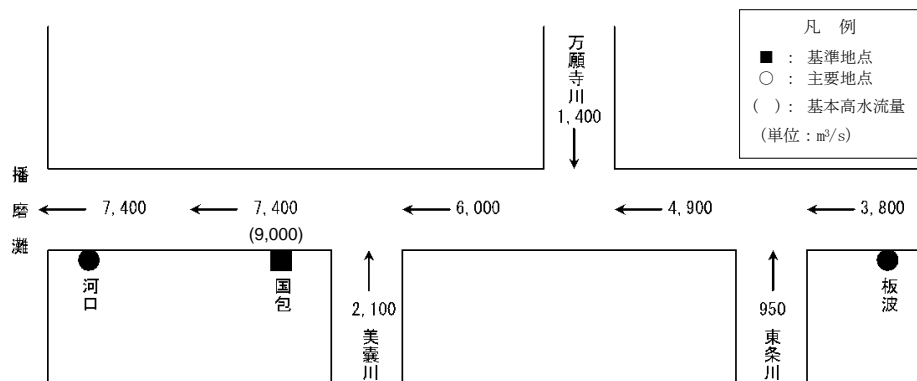 凡 例
■ : 基準地点
○ : 主要地点
( ) : 基本高水流量
(単位：m³/s)
万願寺川
1,400
播磨灘
7,400
7,400
(9,000)
6,000
4,900
3,800
河口
国包
2,100
美嚢川
950
東条川
板波